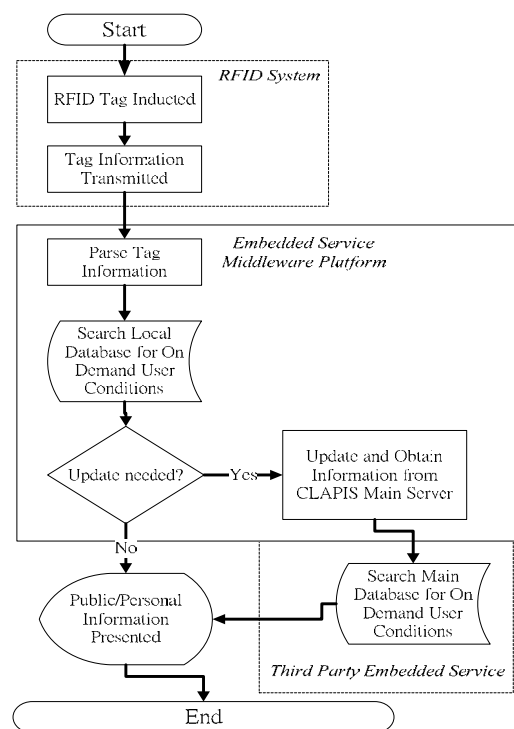 Start
RFID System
RFID Tag Inducted
Tag Information
Transmitted
Embedded Service
Middleware Platform
Parse Tag
Information
Search Local
Database for On
Demand User
Conditions
Update needed?
Yes
Update and Obtain
Information from
CLAPIS Main Server
No
Search Main
Database for On
Demand User
Conditions
Public/Personal
Information
Presented
Third Party Embedded Service
End